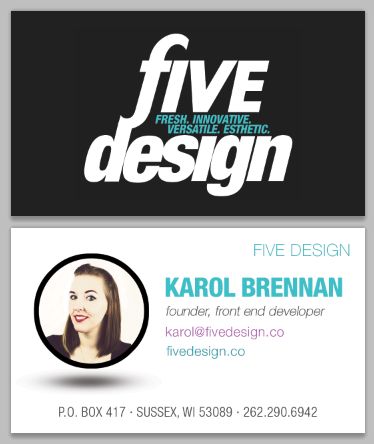 five
FRESH. INNOVATIVE.
VERSATILE. ESTHETIC.
design
FIVE DESIGN
KAROL BRENNAN
founder, front end developer
karol@fivedesign.co
fivedesign.co
P.O. BOX 417 · SUSSEX, WI 53089 · 262.290.6942